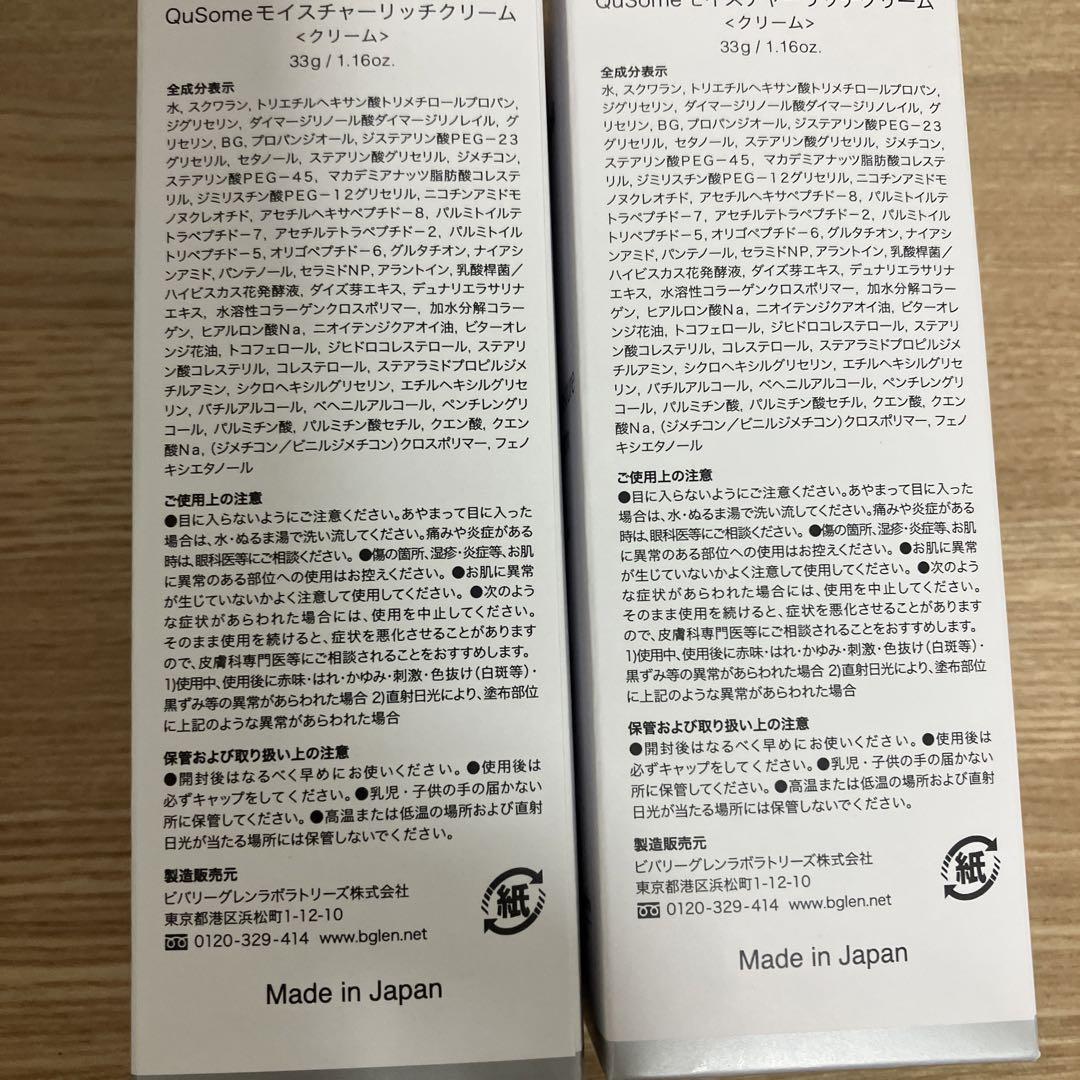 QuSomeモイスチャーリッチクリーム
<クリーム>
33g / 1.16oz.
全成分表示
水, スクワラン, トリエチルヘキサン酸トリメチロールプロパン,
ジグリセリン, ダイマージリノール酸ダイマージリノレイル, グ
リセリン, BG, プロパンジオール, ジステアリン酸PEG－23
グリセリル, セタノール, ステアリン酸グリセリル, ジメチコン,
ステアリン酸PEG－45, マカデミアナッツ脂肪酸コレステ
リル, ジミリスチン酸PEG－12グリセリル, ニコチンアミドモ
ノヌクレオチド, アセチルヘキサペプチド－8, パルミトイルテ
トラペプチド－7, アセチルテトラペプチド－2, パルミトイル
トリペプチド－5, オリゴペプチド－6, グルタチオン, ナイアシ
ンアミド, パンテノール, セラミドNP, アラントイン, 乳酸桿菌／
ハイビスカス花発酵液, ダイズ芽エキス, デュナリエラサリナ
エキス, 水溶性コラーゲンクロスポリマー, 加水分解コラー
ゲン, ヒアルロン酸Na, ニオイテンジクアオイ油, ビターオレ
ンジ花油, トコフェロール, ジヒドロコレステロール, ステアリ
ン酸コレステリル, コレステロール, ステアラミドプロピルジメ
チルアミン, シクロヘキシルグリセリン, エチルヘキシルグリセ
リン, バチルアルコール, ベヘニルアルコール, ペンチレングリ
コール, パルミチン酸, パルミチン酸セチル, クエン酸, クエン
酸Na, (ジメチコン／ビニルジメチコン)クロスポリマー, フェノ
キシエタノール
ご使用上の注意
●目に入らないようにご注意ください。あやまって目に入った
場合は、水・ぬるま湯で洗い流してください。痛みや炎症がある
時は、眼科医等にご相談ください。●傷の箇所、湿疹・炎症等、お肌
に異常のある部位への使用はお控えください。●お肌に異常
が生じていないかよく注意して使用してください。●次のよう
な症状があらわれた場合には、使用を中止してください。
そのまま使用を続けると、症状を悪化させることがあります
ので、皮膚科専門医等にご相談されることをおすすめします。
1)使用中、使用後に赤味・はれ・かゆみ・刺激・色抜け(白斑等)・
黒ずみ等の異常があらわれた場合 2)直射日光により、塗布部位
に上記のような異常があらわれた場合
保管および取り扱い上の注意
●開封後はなるべく早めにお使いください。●使用後は
必ずキャップをしてください。●乳児・子供の手の届かない
所に保管してください。●高温または低温の場所および直射
日光が当たる場所には保管しないでください。
製造販売元
ビバリーグレンラボラトリーズ株式会社
東京都港区浜松町1-12-10
0120-329-414 www.bglen.net
紙
Made in Japan
QuSomeモイスチャーリッチクリーム
<クリーム>
33g / 1.16oz.
全成分表示
水, スクワラン, トリエチルヘキサン酸トリメチロールプロパン,
ジグリセリン, ダイマージリノール酸ダイマージリノレイル, グ
リセリン, BG, プロパンジオール, ジステアリン酸PEG－23
グリセリル, セタノール, ステアリン酸グリセリル, ジメチコン,
ステアリン酸PEG－45, マカデミアナッツ脂肪酸コレステ
リル, ジミリスチン酸PEG－12グリセリル, ニコチンアミドモ
ノヌクレオチド, アセチルヘキサペプチド－8, パルミトイルテ
トラペプチド－7, アセチルテトラペプチド－2, パルミトイル
トリペプチド－5, オリゴペプチド－6, グルタチオン, ナイアシ
ンアミド, パンテノール, セラミドNP, アラントイン, 乳酸桿菌／
ハイビスカス花発酵液, ダイズ芽エキス, デュナリエラサリナ
エキス, 水溶性コラーゲンクロスポリマー, 加水分解コラー
ゲン, ヒアルロン酸Na, ニオイテンジクアオイ油, ビターオレ
ンジ花油, トコフェロール, ジヒドロコレステロール, ステアリ
ン酸コレステリル, コレステロール, ステアラミドプロピルジメ
チルアミン, シクロヘキシルグリセリン, エチルヘキシルグリセ
リン, バチルアルコール, ベヘニルアルコール, ペンチレングリ
コール, パルミチン酸, パルミチン酸セチル, クエン酸, クエン
酸Na, (ジメチコン／ビニルジメチコン)クロスポリマー, フェノ
キシエタノール
ご使用上の注意
●目に入らないようにご注意ください。あやまって目に入った
場合は、水・ぬるま湯で洗い流してください。痛みや炎症がある
時は、眼科医等にご相談ください。●傷の箇所、湿疹・炎症等、お肌
に異常のある部位への使用はお控えください。●お肌に異常
が生じていないかよく注意して使用してください。●次のよう
な症状があらわれた場合には、使用を中止してください。
そのまま使用を続けると、症状を悪化させることがあります
ので、皮膚科専門医等にご相談されることをおすすめします。
1)使用中、使用後に赤味・はれ・かゆみ・刺激・色抜け(白斑等)・
黒ずみ等の異常があらわれた場合 2)直射日光により、塗布部位
に上記のような異常があらわれた場合
保管および取り扱い上の注意
●開封後はなるべく早めにお使いください。●使用後は
必ずキャップをしてください。●乳児・子供の手の届かない
所に保管してください。●高温または低温の場所および直射
日光が当たる場所には保管しないでください。
製造販売元
ビバリーグレンラボラトリーズ株式会社
東京都港区浜松町1-12-10
0120-329-414 www.bglen.net
紙
Made in Japan